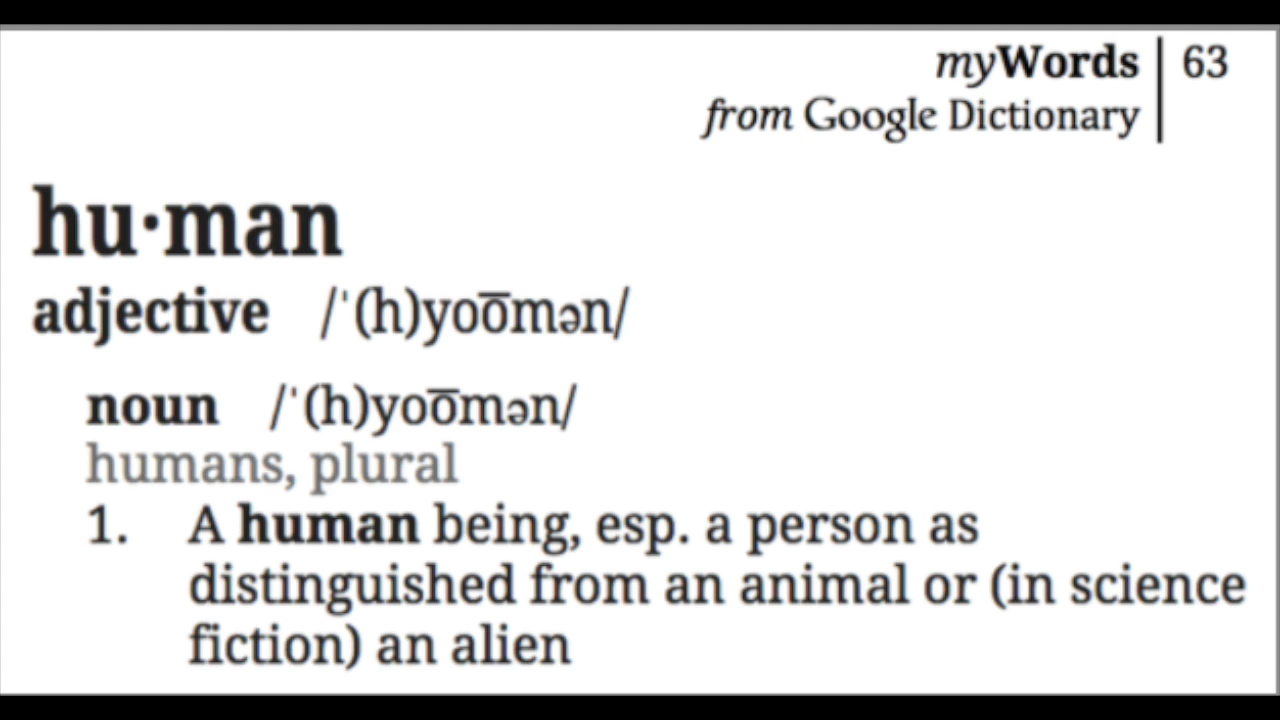 myWords | 63
from Google Dictionary
hu·man
adjective /ˈ(h)yo͞omən/
noun /ˈ(h)yo͞omən/
humans, plural
1. A human being, esp. a person as
distinguished from an animal or (in science
fiction) an alien